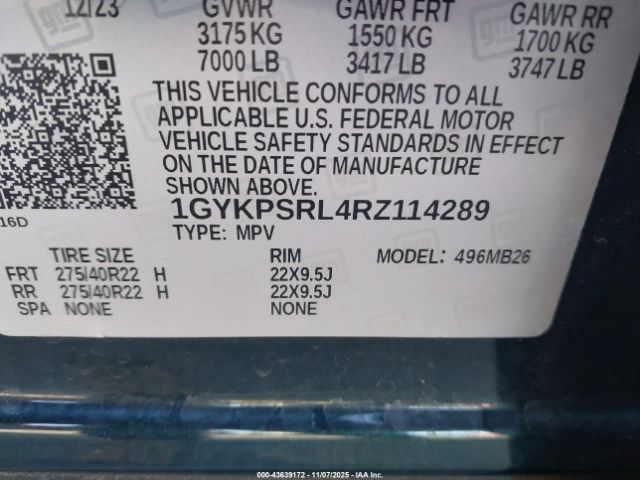 12/23 GVWR GAWR FRT GAWR RR
3175 KG 1550 KG 1700 KG
7000 LB 3417 LB 3747 LB
THIS VEHICLE CONFORMS TO ALL
APPLICABLE U.S. FEDERAL MOTOR
VEHICLE SAFETY STANDARDS IN EFFECT
ON THE DATE OF MANUFACTURE
SHOWN ABOVE.
1GYKPSRL4RZ114289
16D
TYPE: MPV
TIRE SIZE RIM MODEL: 496MB26
FRT 275/40R22 H 22X9.5J
RR 275/40R22 H 22X9.5J
SPA NONE NONE
000-43639172 - 11/07/2025 - IAAI.CA